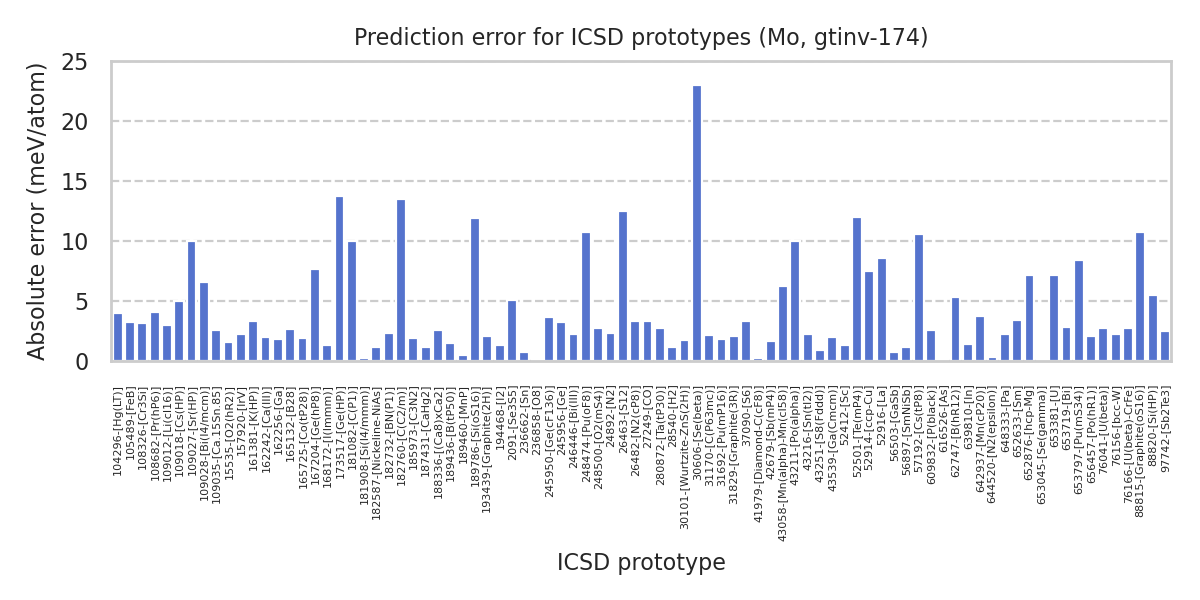 Prediction error for ICSD prototypes (Mo, gtinv-174)
Absolute error (meV/atom)
25
20
15
10
5
0
104296-[Hg(LT)]
105489-[FeB]
108326-[Cr3Si]
108682-[Pr(hP6)]
109012-[Li(cI16)]
109018-[Cs(HP)]
109027-[Sr(HP)]
109028-[Bi(I4/mcm)]
109035-[Ca.15Sn.85]
15535-[O2(hR2)]
157920-[IrV]
161381-[K(HP)]
162242-[Ca(III)]
162256-[Ga]
165132-[B28]
165725-[Co(tP28)]
167204-[Ge(hP8)]
168172-[I(Immm)]
173517-[Ge(HP)]
181082-[C(P1)]
181908-[Si(I4/mmm)]
182587-[Nickeline-NiAs]
182732-[BN(P1)]
182760-[C(C2/m)]
185973-[C3N2]
187431-[CaHg2]
188336-[(Ca8)xCa2]
189436-[B(tP50)]
189460-[MnP]
189786-[Si(oS16)]
193439-[Graphite(2H)]
194468-[I2]
2091-[Se3S5]
236662-[Sn]
236858-[O8]
245950-[Ge(cF136)]
245956-[Ge]
246446-[Bi(III)]
248474-[Pu(oF8)]
248500-[O2(mS4)]
24892-[N2]
26463-[S12]
26482-[N2(cP8)]
27249-[CO]
280872-[Ta(tP30)]
28540-[H2]
30101-[Wurtzite-ZnS(2H)]
30606-[Se(beta)]
31170-[C(P63mc)]
31692-[Pu(mP16)]
31829-[Graphite(3R)]
37090-[S6]
41979-[Diamond-C(cF8)]
42679-[Sb(mP4)]
43058-[Mn(alpha)-Mn(cI58)]
43211-[Po(alpha)]
43216-[Sn(tI2)]
43251-[S8(Fddd)]
43539-[Ga(Cmcm)]
52412-[Sc]
52501-[Te(mP4)]
52914-[fcc-Cu]
52916-[La]
56503-[GaSb]
56897-[SmNiSb]
57192-[Cs(tP8)]
609832-[P(black)]
616526-[As]
62747-[B(hR12)]
639810-[In]
642937-[Mn(cP20)]
644520-[N2(epsilon)]
648333-[Pa]
652633-[Sm]
652876-[hcp-Mg]
653045-[Se(gamma)]
653381-[U]
653719-[Bi]
653797-[Pu(mS34)]
656457-[Po(hR1)]
76041-[U(beta)]
76156-[bcc-W]
76166-[U(beta)-CrFe]
88815-[Graphite(oS16)]
88820-[Si(HP)]
97742-[Sb2Te3]
ICSD prototype